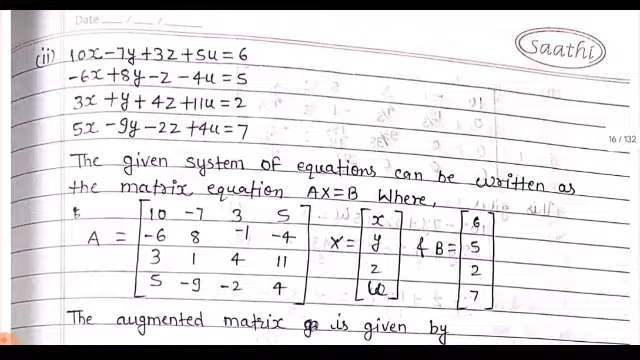 Date
Saathi
(ii) 10x-7y+3z+5u=6
-6x+8y-z-4u=5
3x+y+4z+11u=2
5x-9y-2z+4u=7
16 / 132
The given system of equations can be written as
the matrix equation AX=B where,
A = [10 -7 3 5 X= [x & B= [6
-6 8 -1 -4 y 5
3 1 4 11 z 2
5 -9 -2 4] ] 7]
The augmented matrix is given by